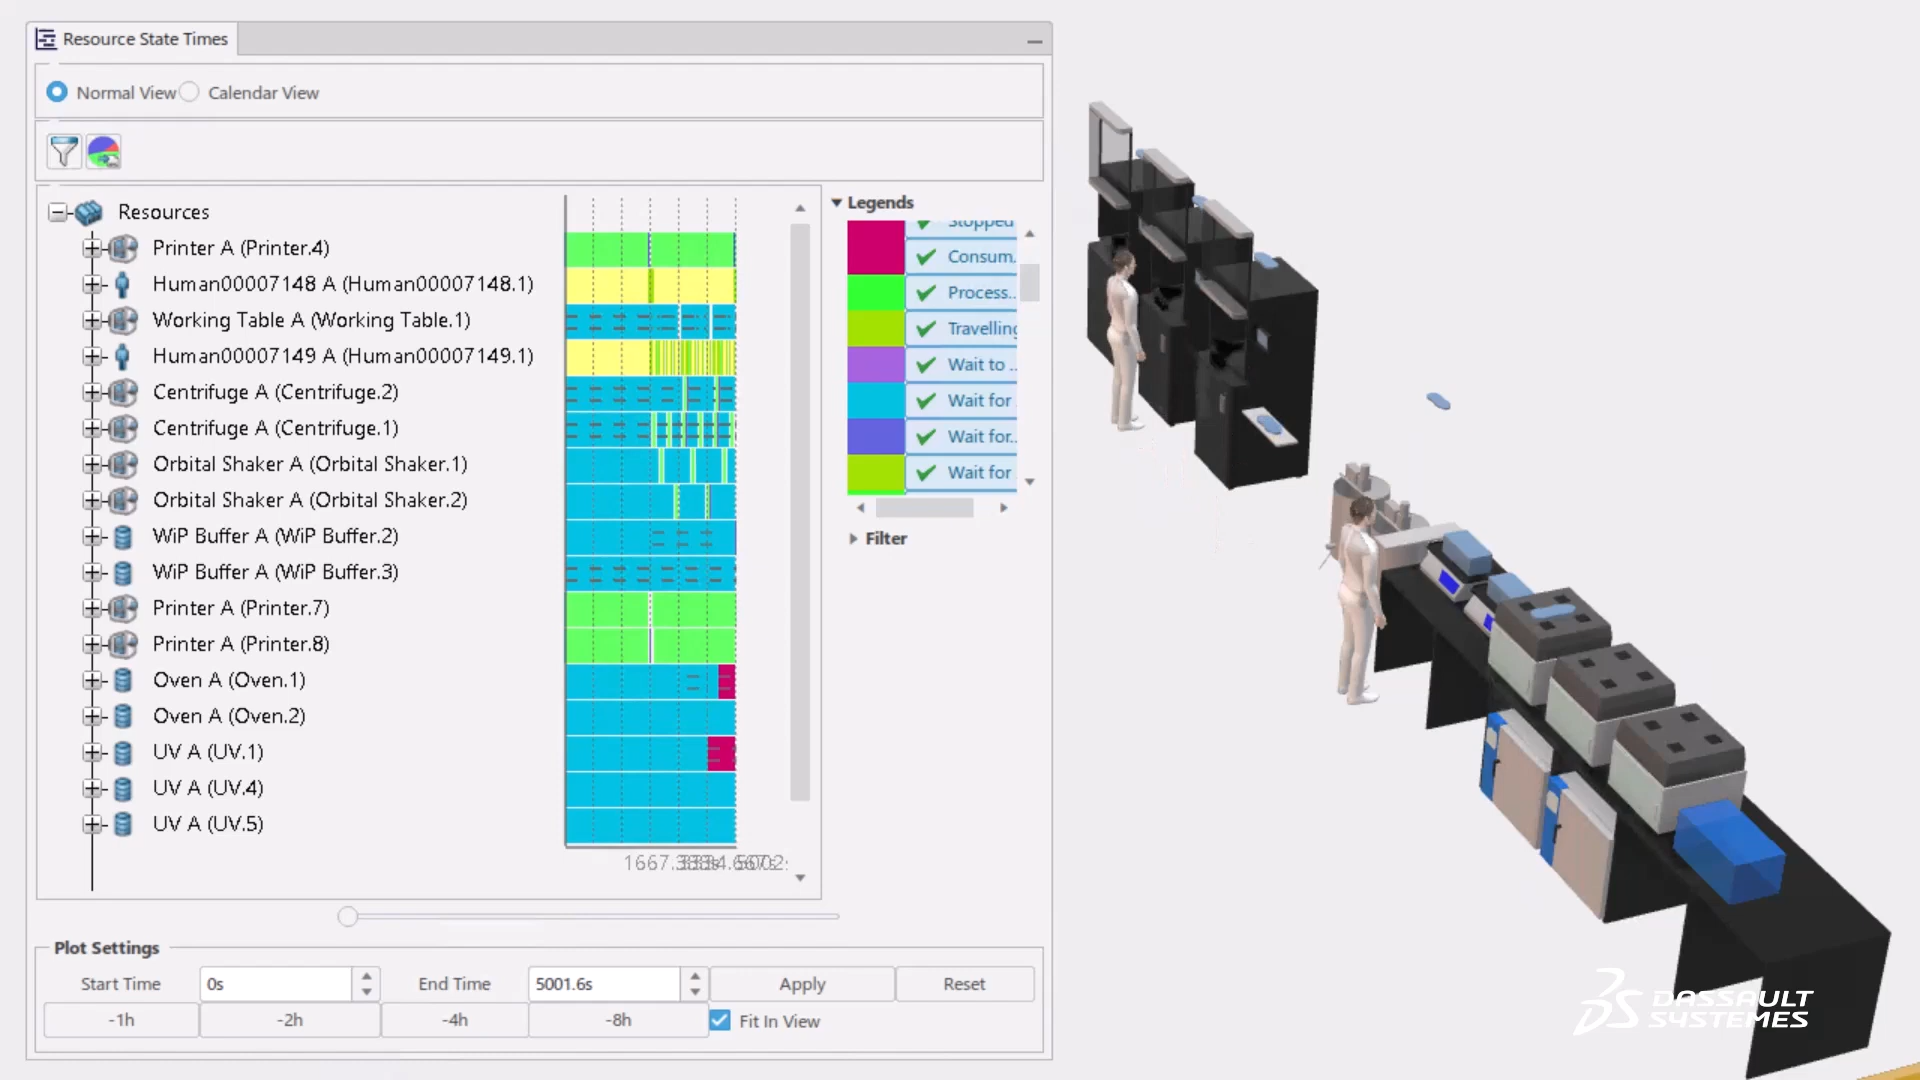 Resource State Times
Normal View Calendar View
Resources
Printer A (Printer.4)
Human00007148 A (Human00007148.1)
Working Table A (Working Table.1)
Human00007149 A (Human00007149.1)
Centrifuge A (Centrifuge.2)
Centrifuge A (Centrifuge.1)
Orbital Shaker A (Orbital Shaker.1)
Orbital Shaker A (Orbital Shaker.2)
WiP Buffer A (WiP Buffer.2)
WiP Buffer A (WiP Buffer.3)
Printer A (Printer.7)
Printer A (Printer.8)
Oven A (Oven.1)
Oven A (Oven.2)
UV A (UV.1)
UV A (UV.4)
UV A (UV.5)
Legends
Stopped
Consum.
Process..
Travelling
Wait to ..
Wait for
Wait for..
Wait for
Filter
Plot Settings
Start Time 0s End Time 5001.6s Apply Reset
-1h -2h -4h -8h Fit In View
DASSAULT
SYSTEMES